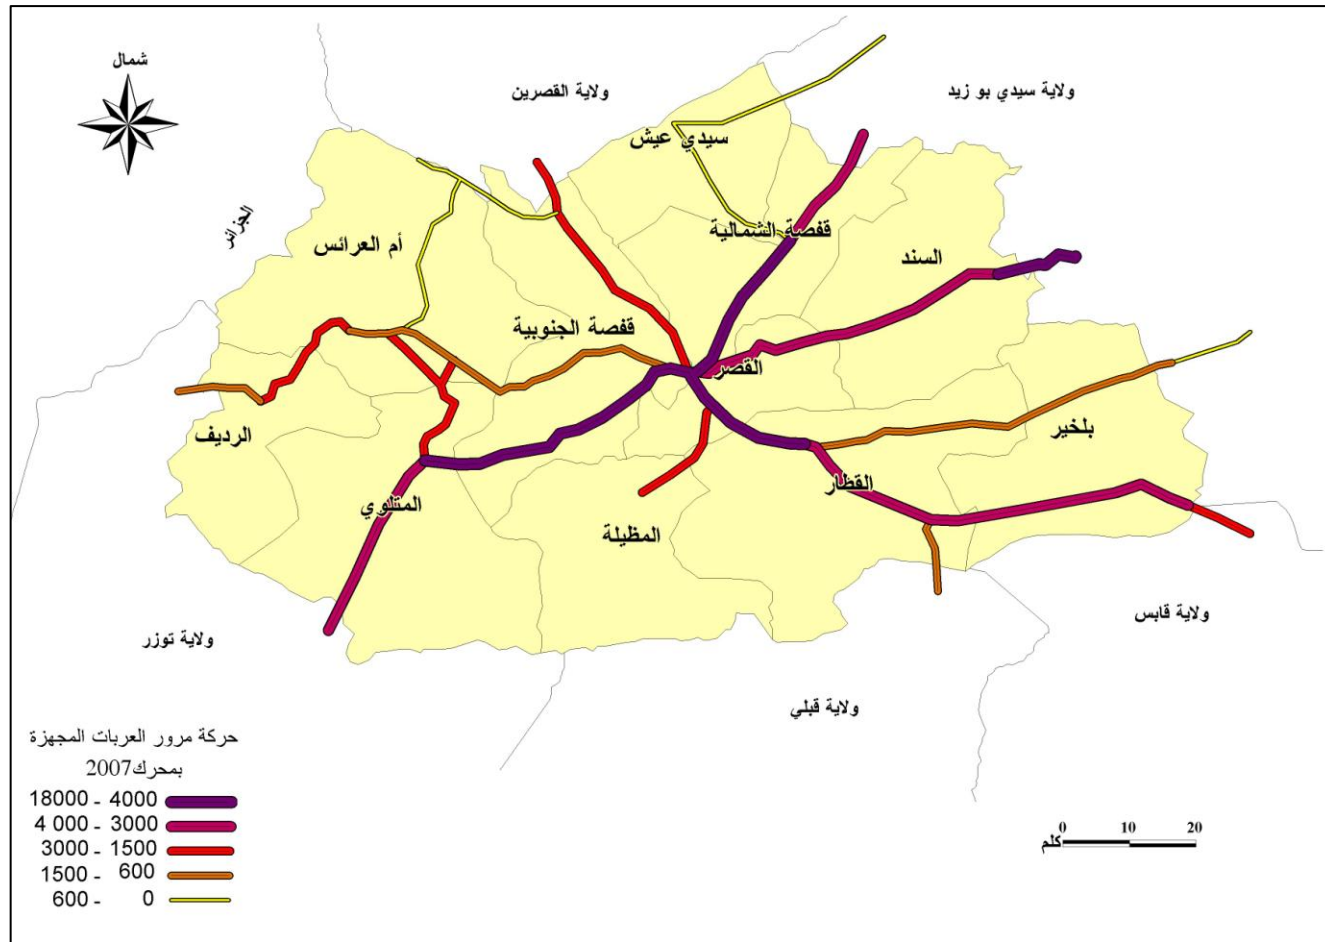 شمال
ولاية القصرين
ولاية سيدي بو زيد
سيدي عيش
الجزائر
أم العرائس
قفصة الشمالية
السند
قفصة الجنوبية
القصر
الرديف
بلخير
المتلوي
القطار
المظيلة
ولاية توزر
ولاية قابس
ولاية قبلي
حركة مرور العربات المجهزة
بمحرك2007
18000 - 4000
4 000 - 3000
3000 - 1500
1500 - 600
600 - 0
0 10 20
كلم